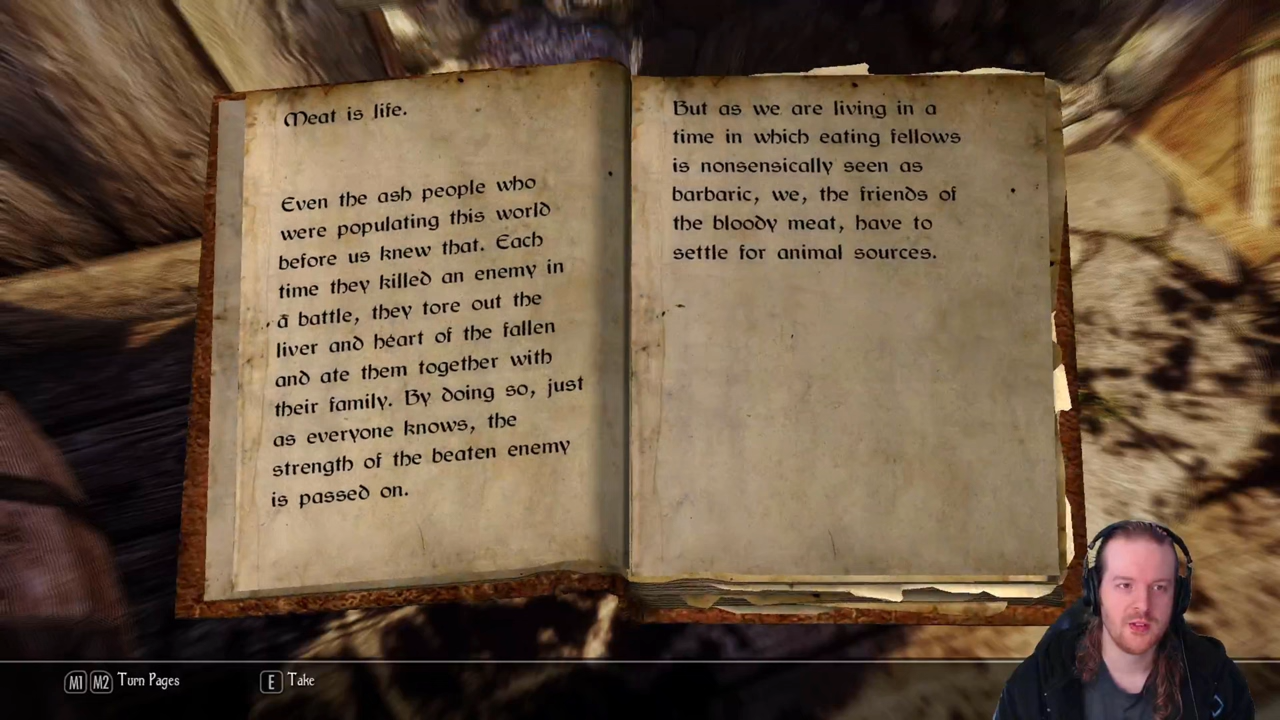 Meat is life.
Even the ash people who
were populating this world
before us knew that. Each
time they killed an enemy in
a battle, they tore out the
liver and heart of the fallen
and ate them together with
their family. By doing so, just
as everyone knows, the
strength of the beaten enemy
is passed on.
But as we are living in a
time in which eating fellows
is nonsensically seen as
barbaric, we, the friends of
the bloody meat, have to
settle for animal sources.
M1 M2 Turn Pages
E Take